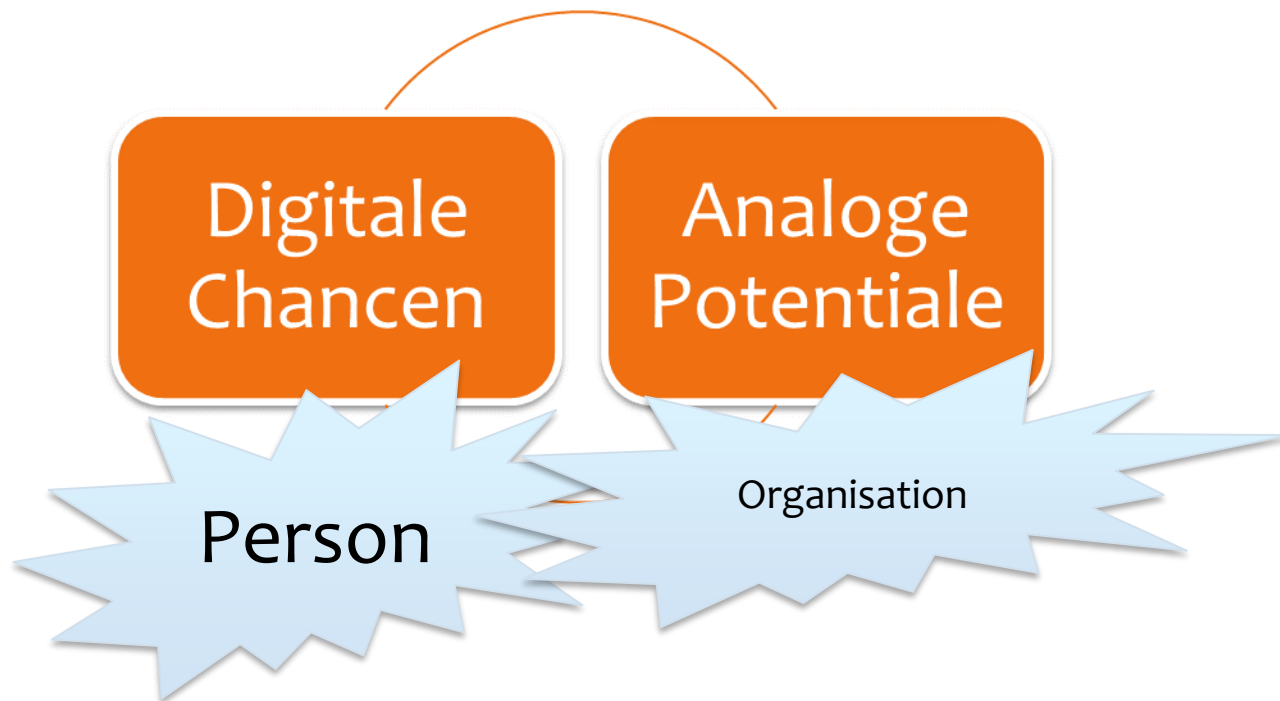 Digitale
Chancen
Analoge
Potentiale
Person
Organisation